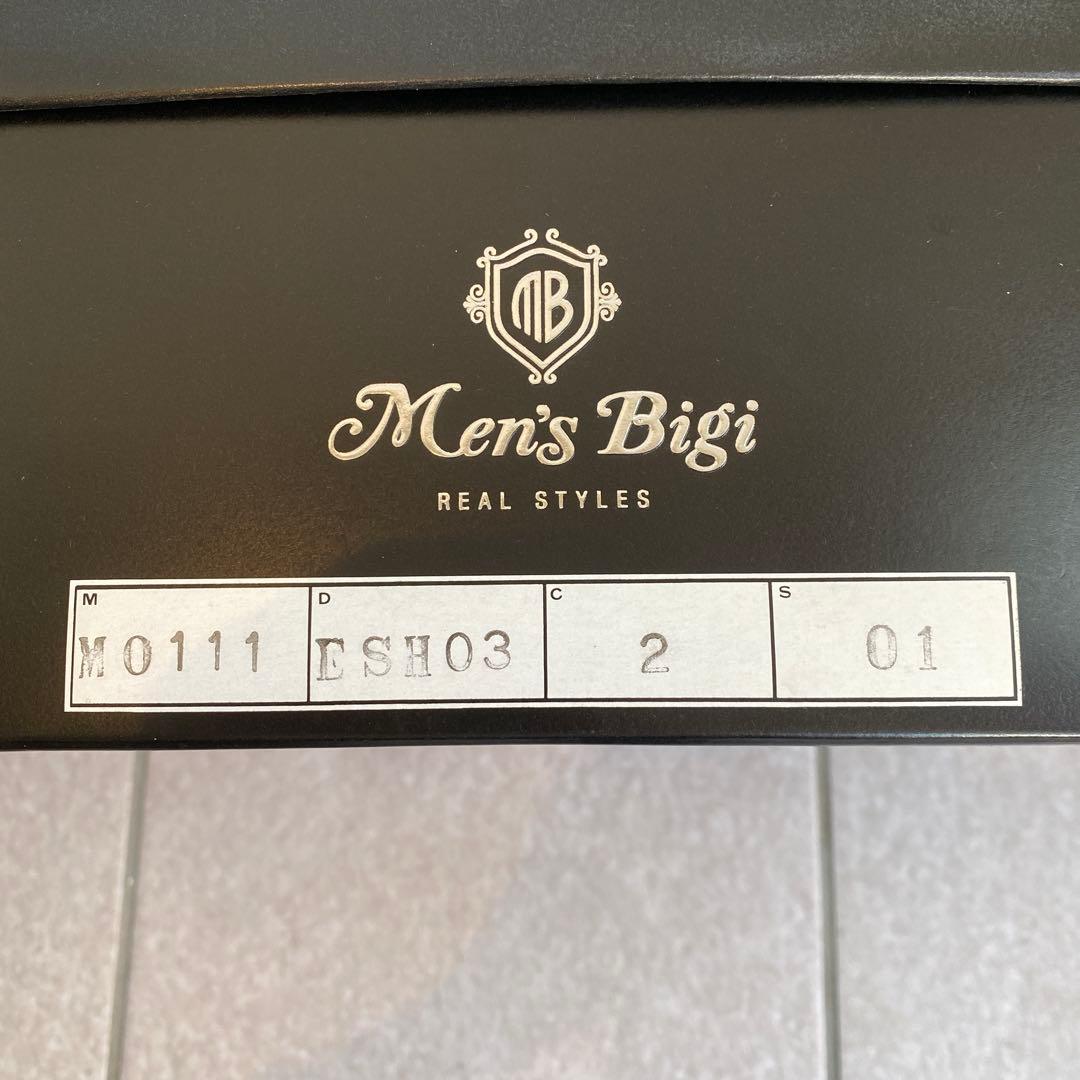 MB
Men's Bigi
REAL STYLES
M D C S
M0111 ESH03 2 01